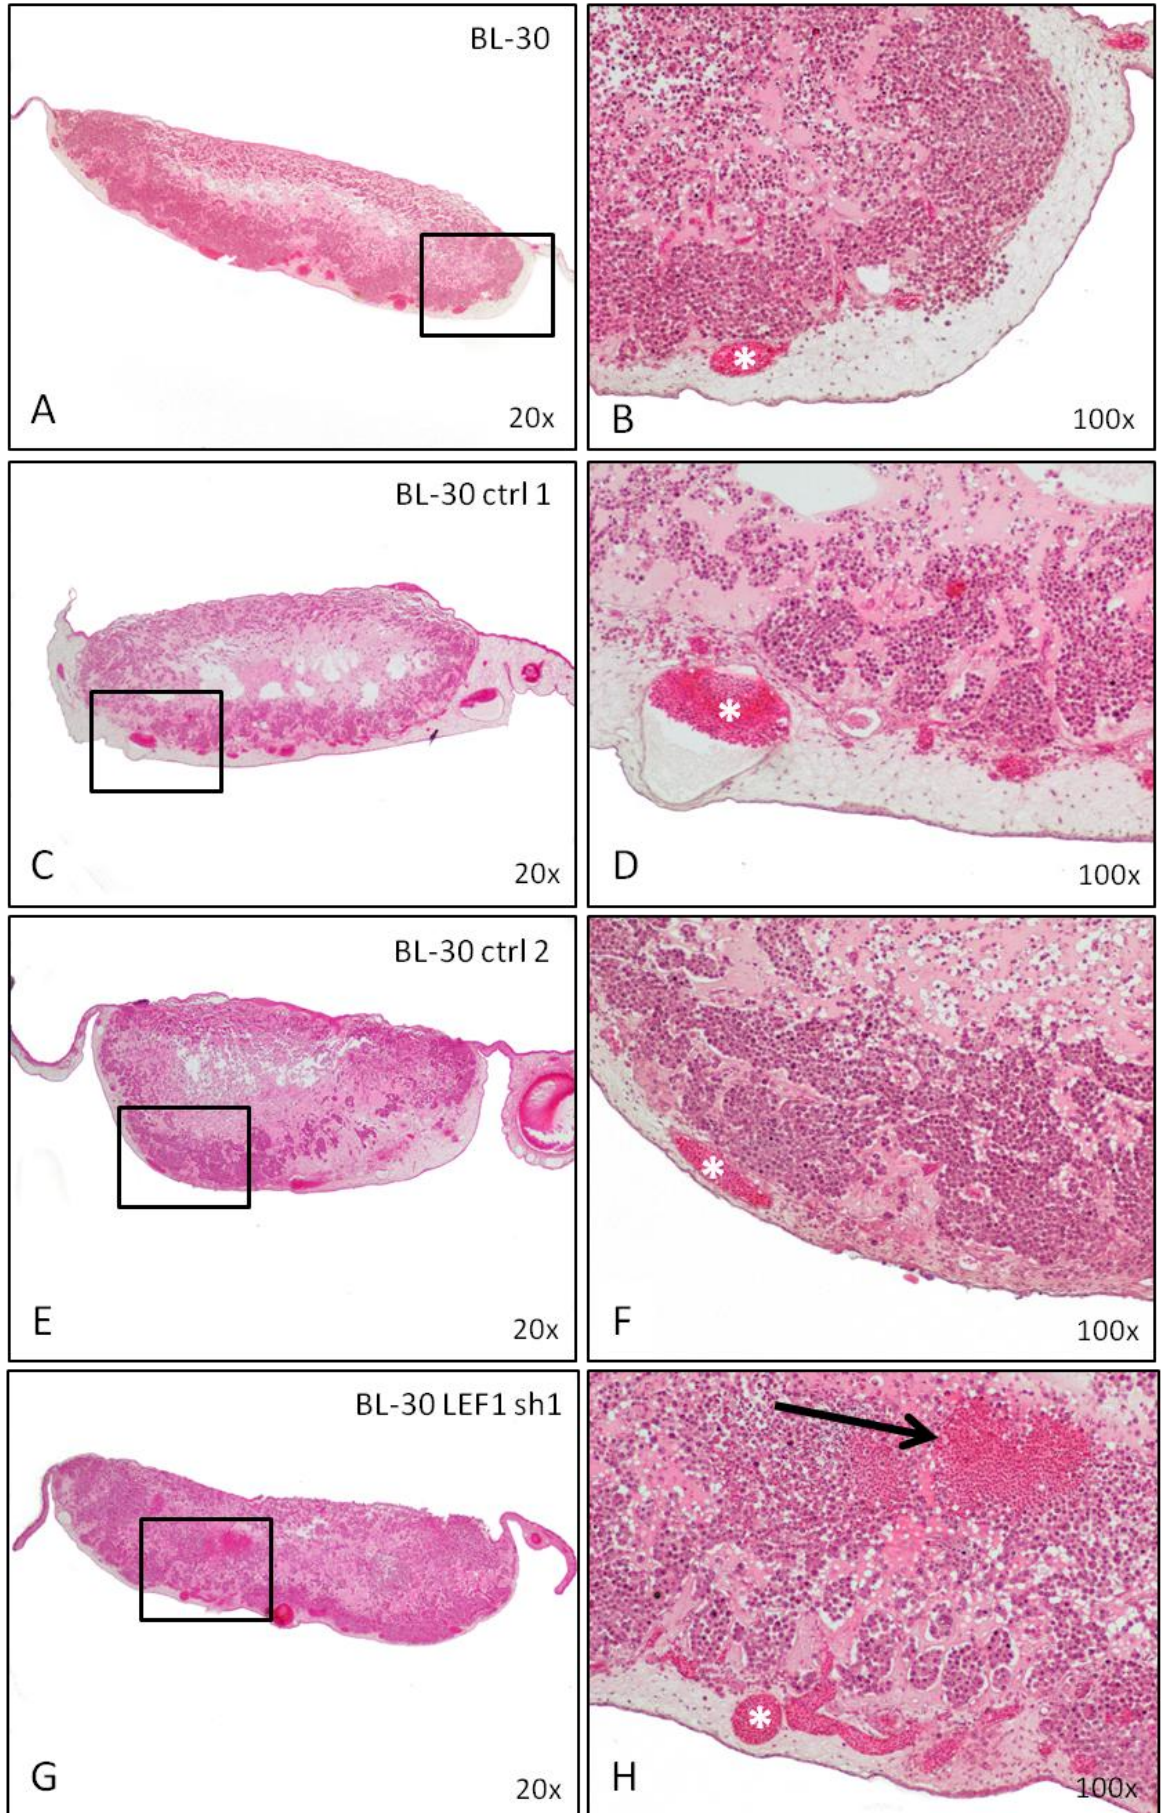 BL-30
A
20x
*
B
100x
BL-30 ctrl 1
C
20x
*
D
100x
BL-30 ctrl 2
E
20x
*
F
100x
BL-30 LEF1 sh1
G
20x
*
H
100x